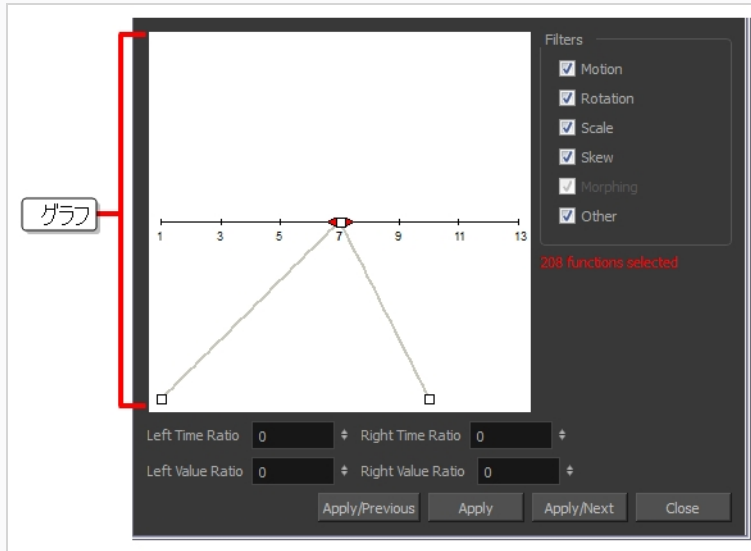 Filters
Motion
Rotation
Scale
Skew
Morphing
Other
208 functions selected
グラフ
1 3 5 7 9 11 13
Left Time Ratio 0 Right Time Ratio 0
Left Value Ratio 0 Right Value Ratio 0
Apply/Previous Apply Apply/Next Close